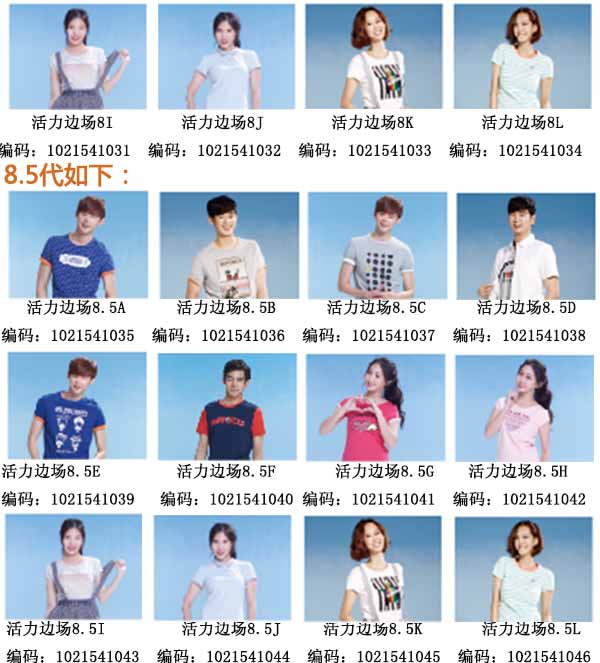 活力边场8I 活力边场8J 活力边场8K 活力边场8L
编码：1021541031 编码：1021541032 编码：1021541033 编码：1021541034
8.5代如下：
活力边场8.5A 活力边场8.5B 活力边场8.5C 活力边场8.5D
编码：1021541035 编码：1021541036 编码：1021541037 编码：1021541038
活力边场8.5E 活力边场8.5F 活力边场8.5G 活力边场8.5H
编码：1021541039 编码：1021541040 编码：1021541041 编码：1021541042
活力边场8.5I 活力边场8.5J 活力边场8.5K 活力边场8.5L
编码：1021541043 编码：1021541044 编码：1021541045 编码：1021541046